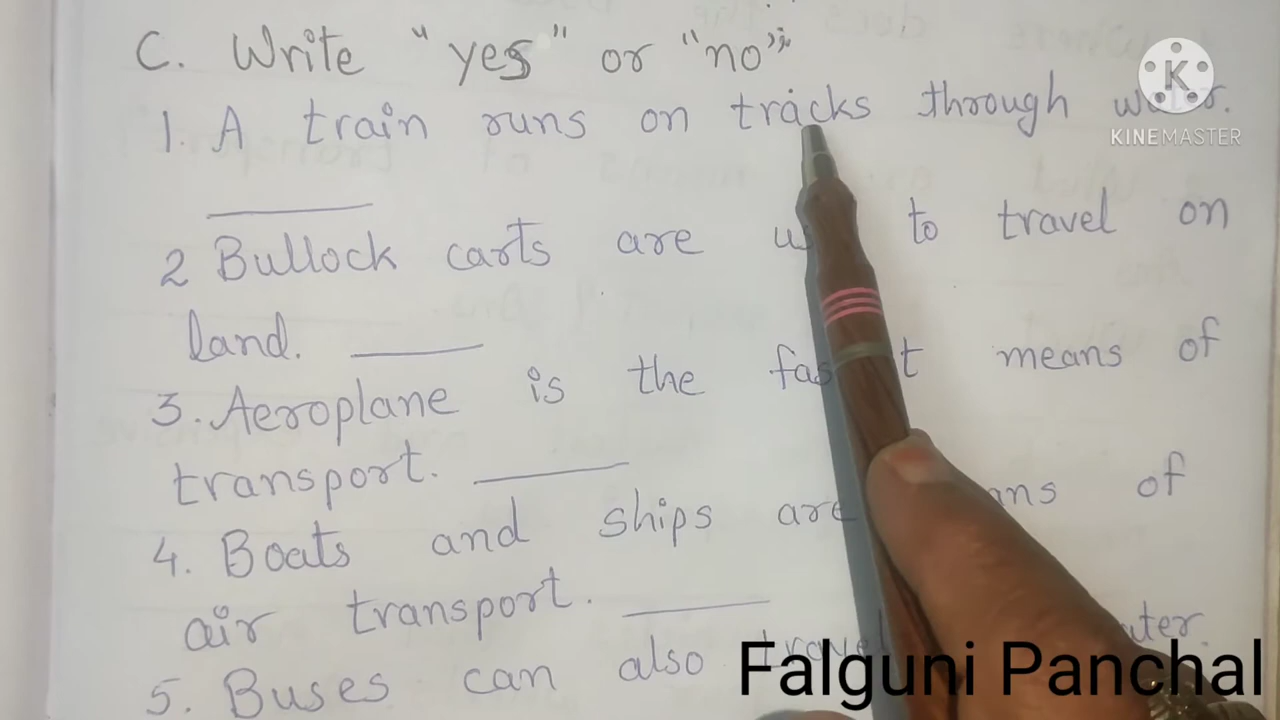 C. Write "yes" or "no";
K
1. A train runs on tracks through
KINEMASTER
2 Bullock carts are to travel on
land.
3. Aeroplane is the means of
transport.
4. Boats and ships are of
air transport.
5. Buses can also
Falguni Panchal